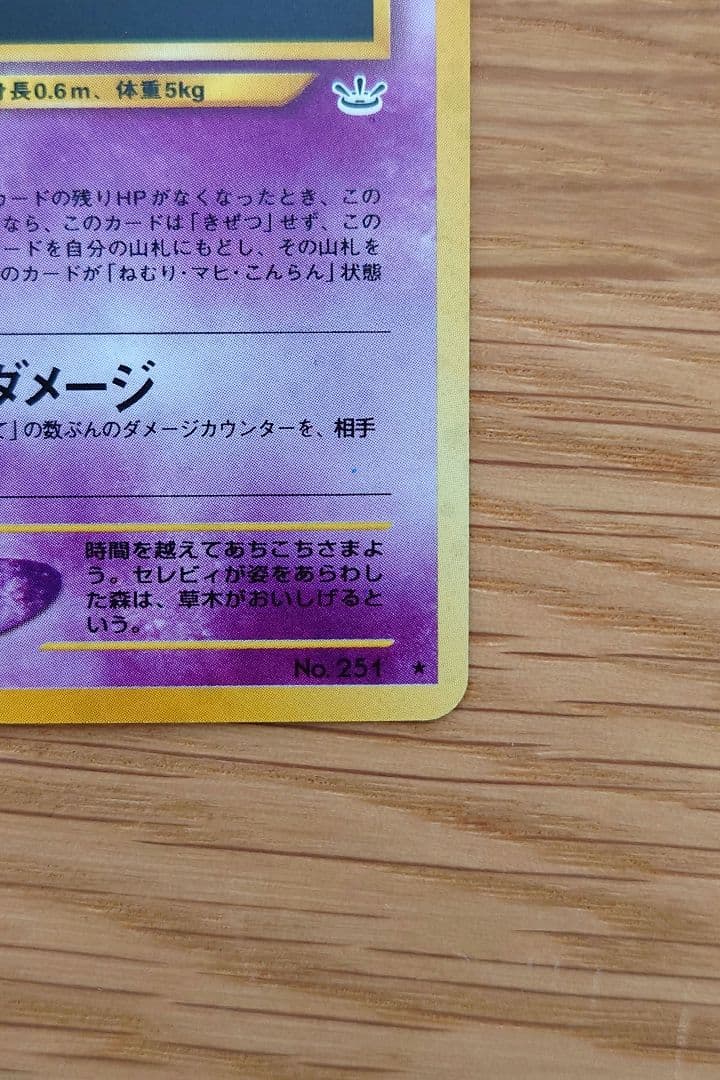 身長0.6m、体重5kg
カードの残りHPがなくなったとき、この
なら、このカードは「きぜつ」せず、この
ードを自分の山札にもどし、その山札を
のカードが「ねむり・マヒ・こんらん」状態
ダメージ
て」の数ぶんのダメージカウンターを、相手
時間を越えてあちこちさまよ
う。セレビィが姿をあらわし
た森は、草木がおいしげると
いう。
No. 251 ★